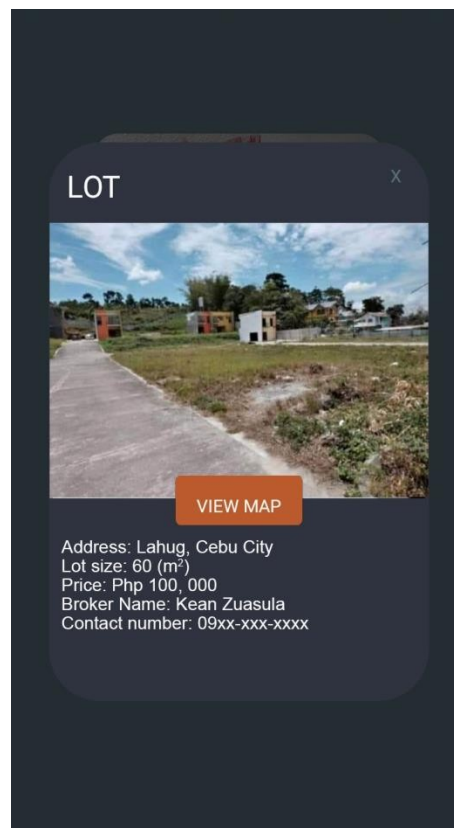 LOT
X
VIEW MAP
Address: Lahug, Cebu City
Lot size: 60 (m²)
Price: Php 100, 000
Broker Name: Kean Zuasula
Contact number: 09xx-xxx-xxxx